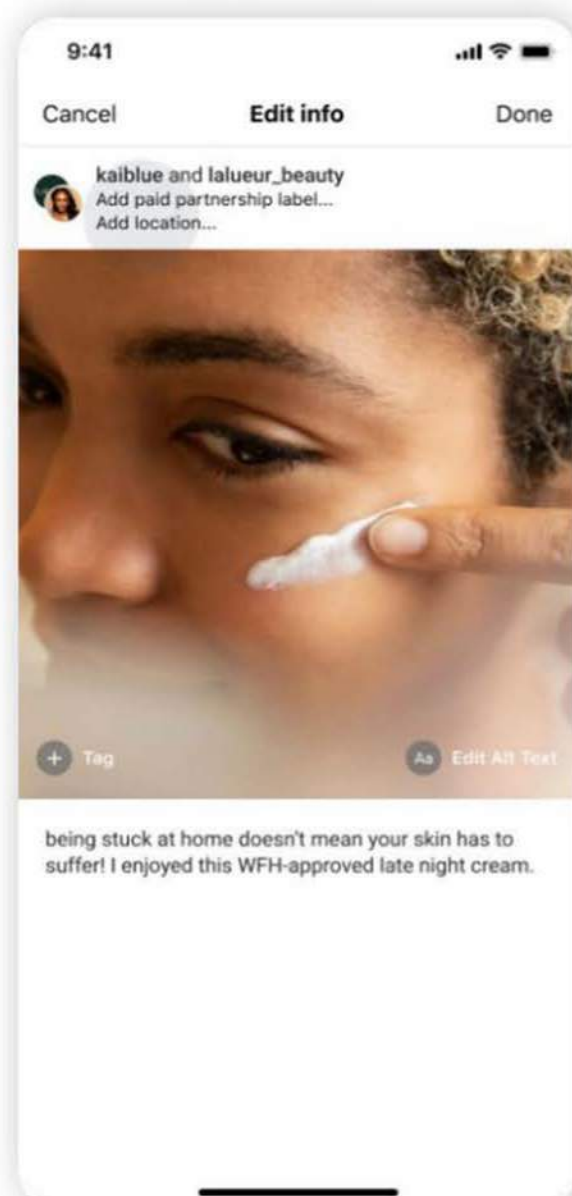 9:41
Cancel
Edit info
Done
kaiblue and lalueur_beauty
Add paid partnership label...
Add location...
+ Tag
Aa Edit Alt Text
being stuck at home doesn't mean your skin has to
suffer! I enjoyed this WFH-approved late night cream.